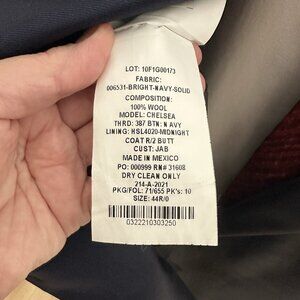 LOT: 10F1G00173
FABRIC:
006531-BRIGHT-NAVY-SOLID
COMPOSITION:
100% WOOL
MODEL: CHELSEA
THRD: 387 BTN: NAVY
LINING: HSL4020-MIDNIGHT
COAT R/2 BUTT
CUST: JAB
MADE IN MEXICO
PO: 000999 RN# 31608
DRY CLEAN ONLY
214-A-2021
PKG/FOL: 71/655 PK's: 10
SIZE: 44R/0
0322210303250